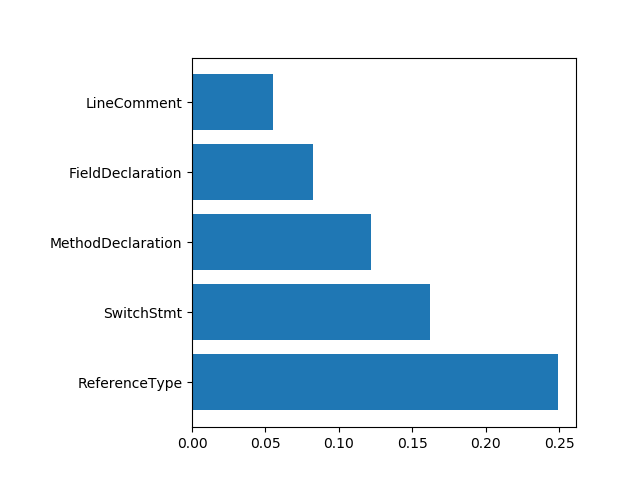 LineComment
FieldDeclaration
MethodDeclaration
SwitchStmt
ReferenceType
0.00 0.05 0.10 0.15 0.20 0.25